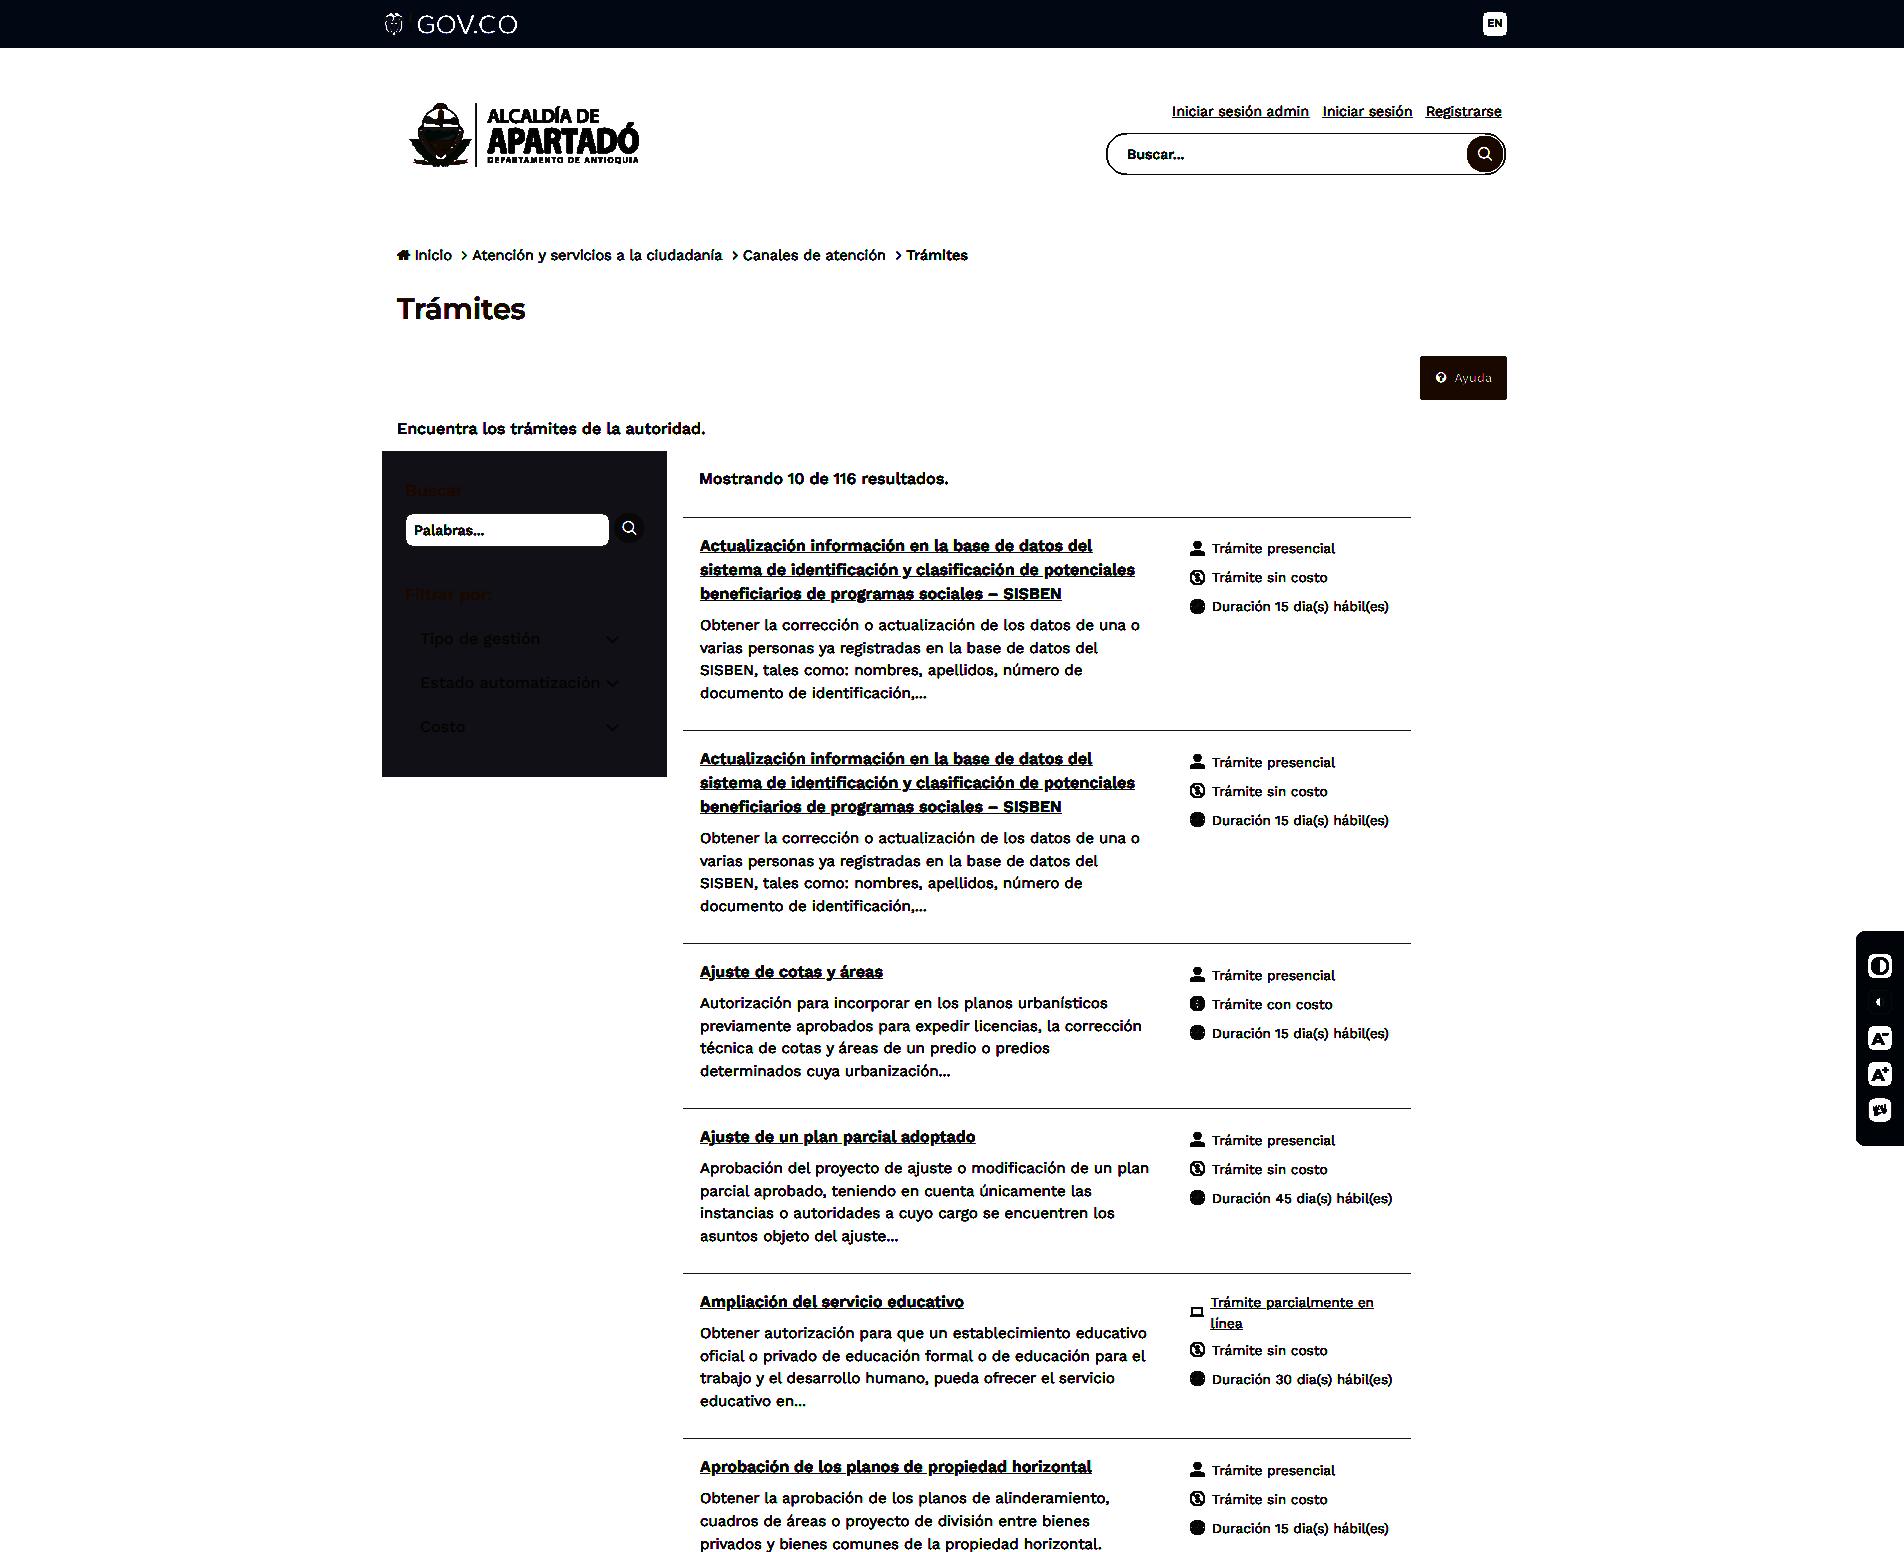 GOV.CO
EN
ALCALDÍA DE
APARTADÓ
DEPARTAMENTO DE ANTIOQUIA
Iniciar sesión admin Iniciar sesión Registrarse
Buscar...
Inicio > Atención y servicios a la ciudadanía > Canales de atención > Trámites
Trámites
Ayuda
Encuentra los trámites de la autoridad.
Buscar
Palabras...
Filtrar por:
Tipo de gestión
Estado automatización
Costo
Mostrando 10 de 116 resultados.
Actualización información en la base de datos del
sistema de identificación y clasificación de potenciales
beneficiarios de programas sociales – SISBEN
Obtener la corrección o actualización de los datos de una o
varias personas ya registradas en la base de datos del
SISBEN, tales como: nombres, apellidos, número de
documento de identificación,...
Trámite presencial
Trámite sin costo
Duración 15 dia(s) hábil(es)
Actualización información en la base de datos del
sistema de identificación y clasificación de potenciales
beneficiarios de programas sociales – SISBEN
Obtener la corrección o actualización de los datos de una o
varias personas ya registradas en la base de datos del
SISBEN, tales como: nombres, apellidos, número de
documento de identificación,...
Trámite presencial
Trámite sin costo
Duración 15 dia(s) hábil(es)
Ajuste de cotas y áreas
Autorización para incorporar en los planos urbanísticos
previamente aprobados para expedir licencias, la corrección
técnica de cotas y áreas de un predio o predios
determinados cuya urbanización...
Trámite presencial
Trámite con costo
Duración 15 dia(s) hábil(es)
Ajuste de un plan parcial adoptado
Aprobación del proyecto de ajuste o modificación de un plan
parcial aprobado, teniendo en cuenta únicamente las
instancias o autoridades a cuyo cargo se encuentren los
asuntos objeto del ajuste...
Trámite presencial
Trámite sin costo
Duración 45 dia(s) hábil(es)
Ampliación del servicio educativo
Obtener autorización para que un establecimiento educativo
oficial o privado de educación formal o de educación para el
trabajo y el desarrollo humano, pueda ofrecer el servicio
educativo en...
Trámite parcialmente en
línea
Trámite sin costo
Duración 30 dia(s) hábil(es)
Aprobación de los planos de propiedad horizontal
Obtener la aprobación de los planos de alinderamiento,
cuadros de áreas o proyecto de división entre bienes
privados y bienes comunes de la propiedad horizontal.
Trámite presencial
Trámite sin costo
Duración 15 dia(s) hábil(es)
A-
A+